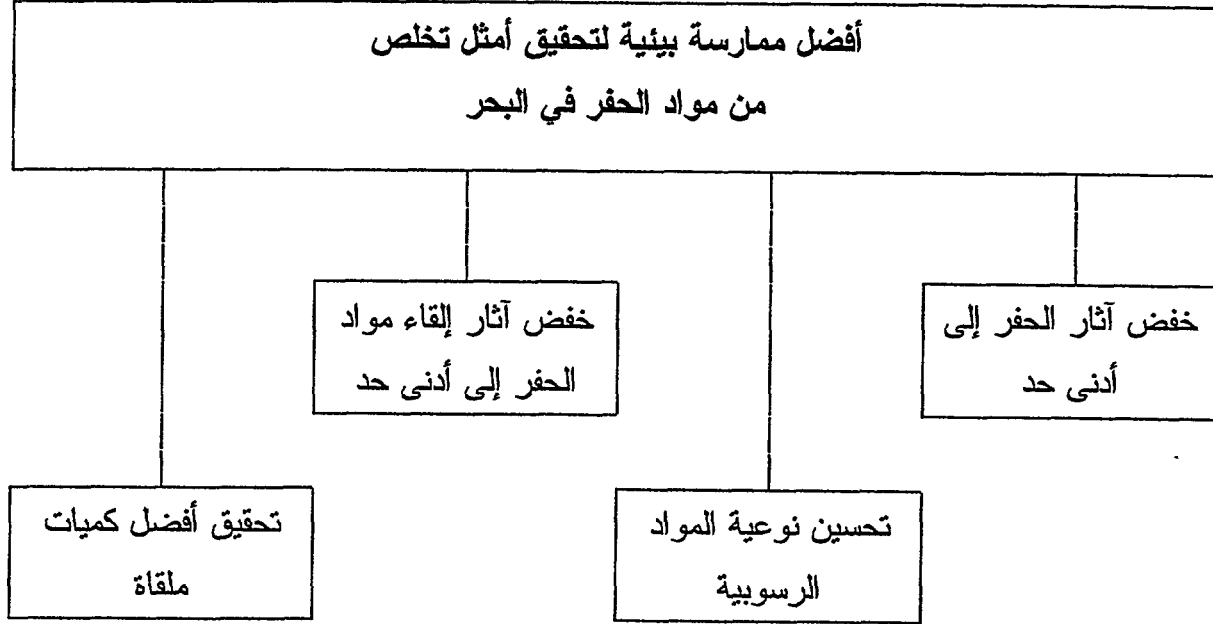 أفضل ممارسة بيئية لتحقيق أمثل تخلص
من مواد الحفر في البحر
خفض آثار الحفر إلى
أدنى حد
خفض آثار إلقاء مواد
الحفر إلى أدنى حد
تحسين نوعية المواد
الرسوبية
تحقيق أفضل كميات
ملقاة